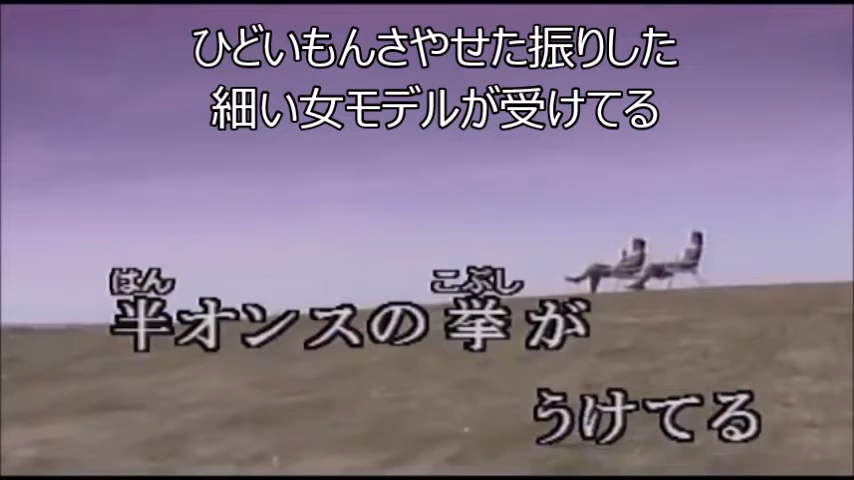 ひどいもんさやせた振りした
細い女モデルが受けてる
はん こぶし
半オンスの挙が
うけてる